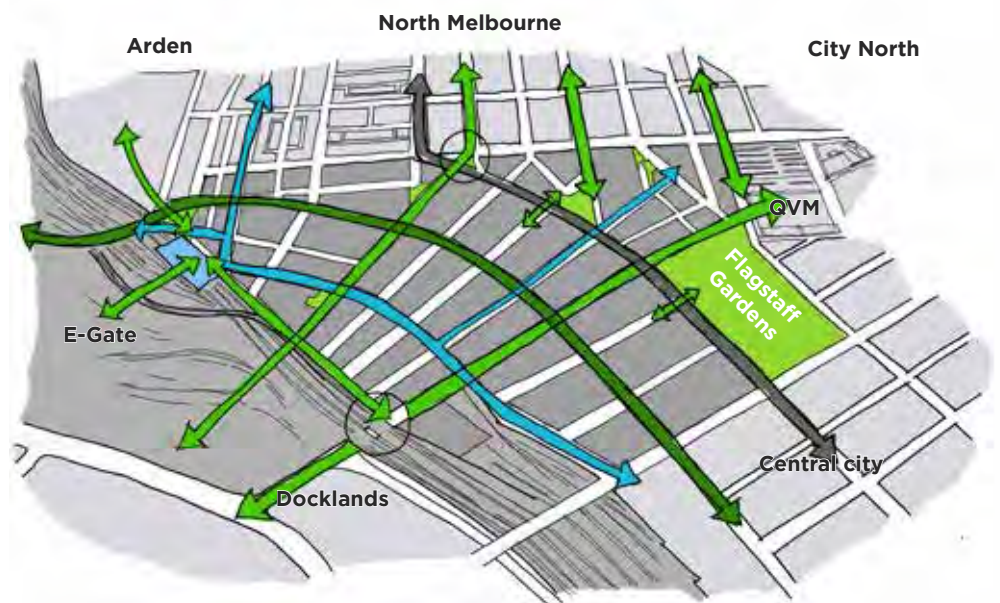 North Melbourne
Arden
City North
QVM
Flagstaff
Gardens
E-Gate
Central city
Docklands